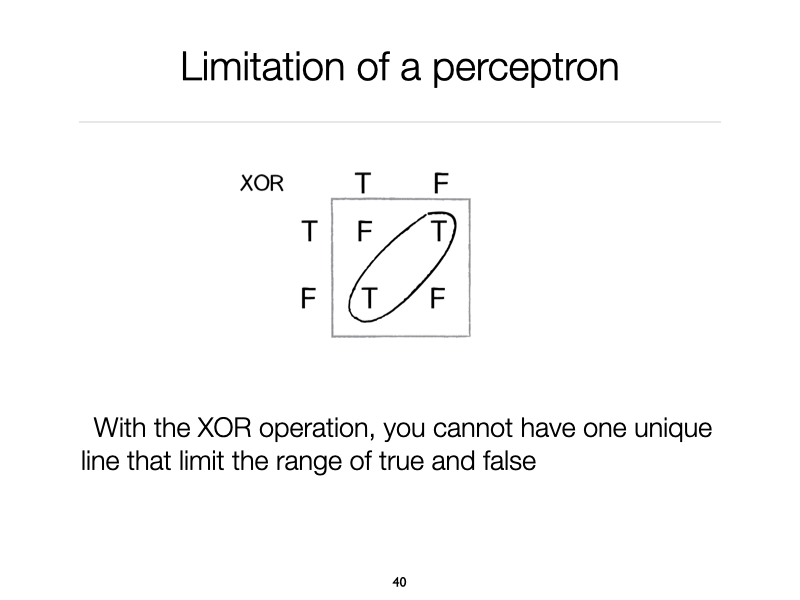 Limitation of a perceptron
XOR T F
T F T
F T F
With the XOR operation, you cannot have one unique
line that limit the range of true and false
40